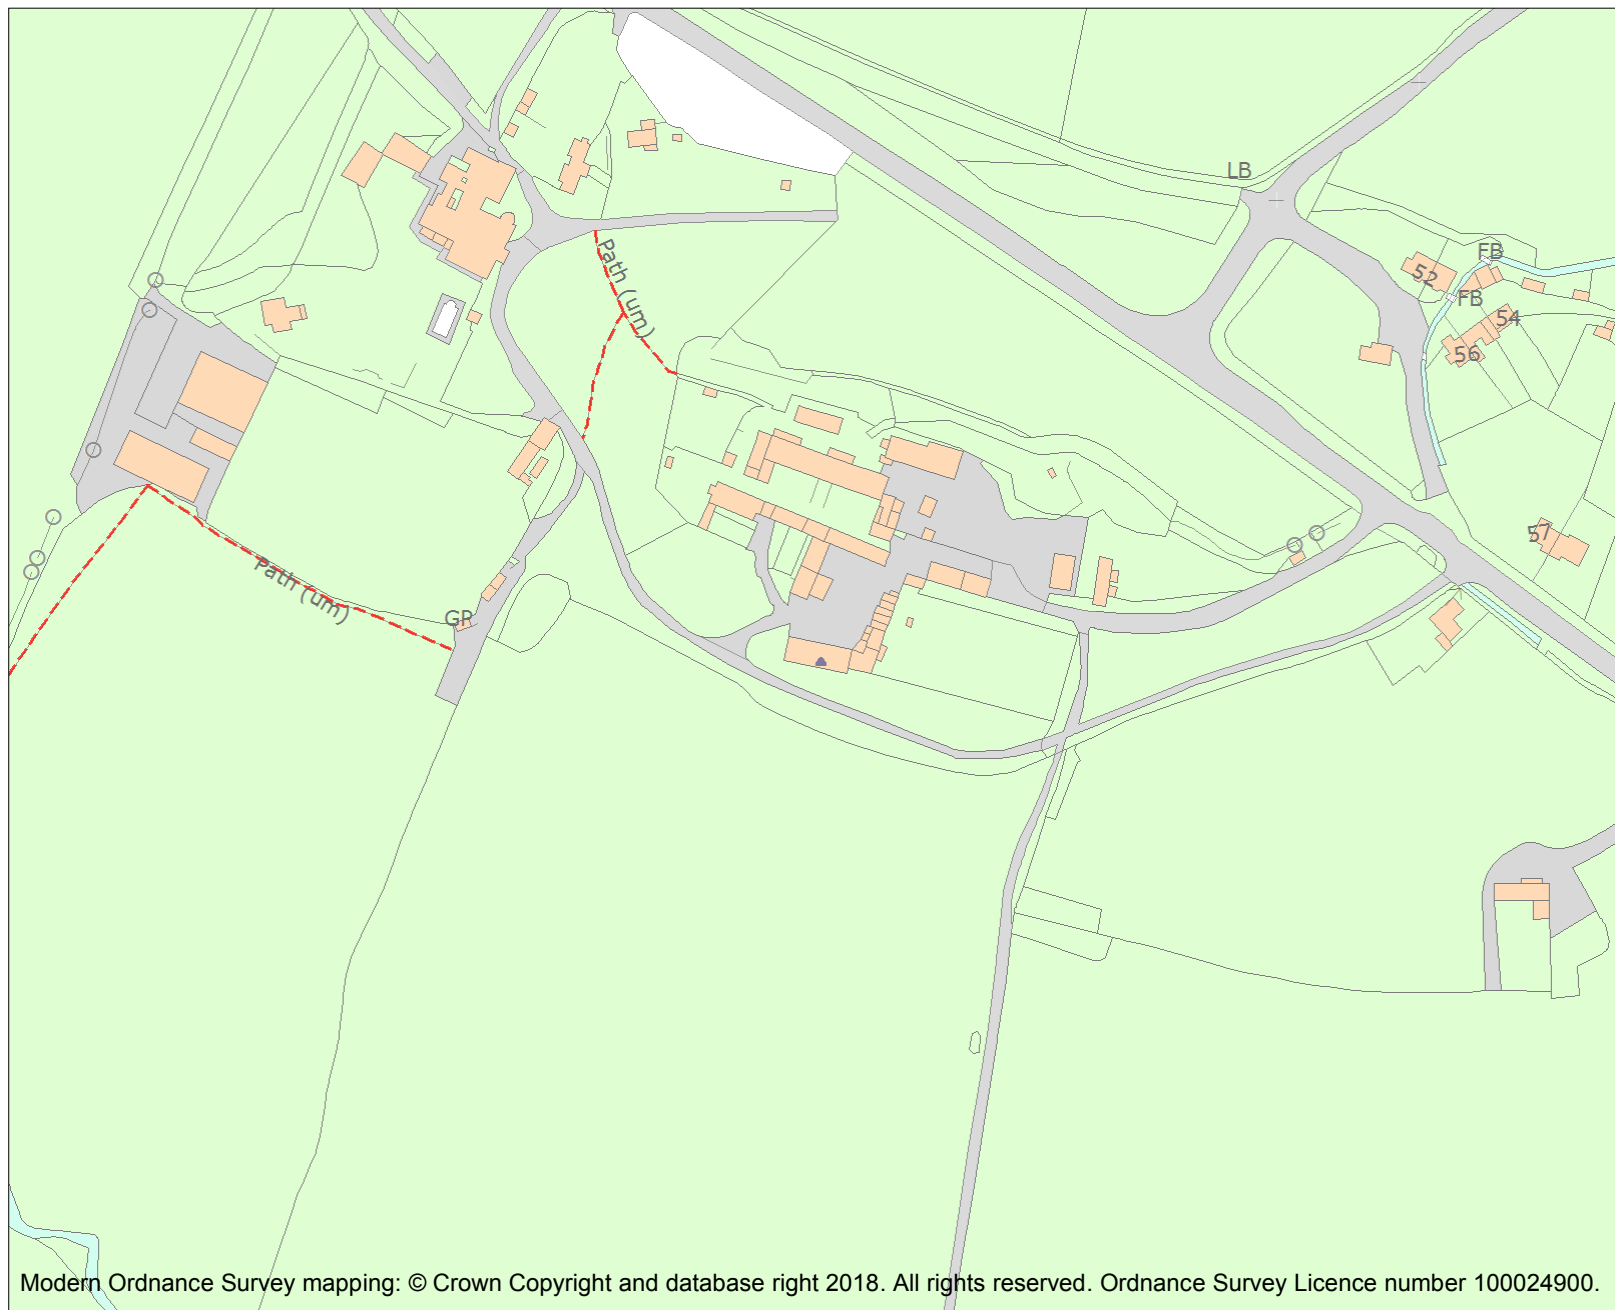 LB
Path (um)
FB
52
FB
54
56
57
Path (um)
GR
Modern Ordnance Survey mapping: © Crown Copyright and database right 2018. All rights reserved. Ordnance Survey Licence number 100024900.